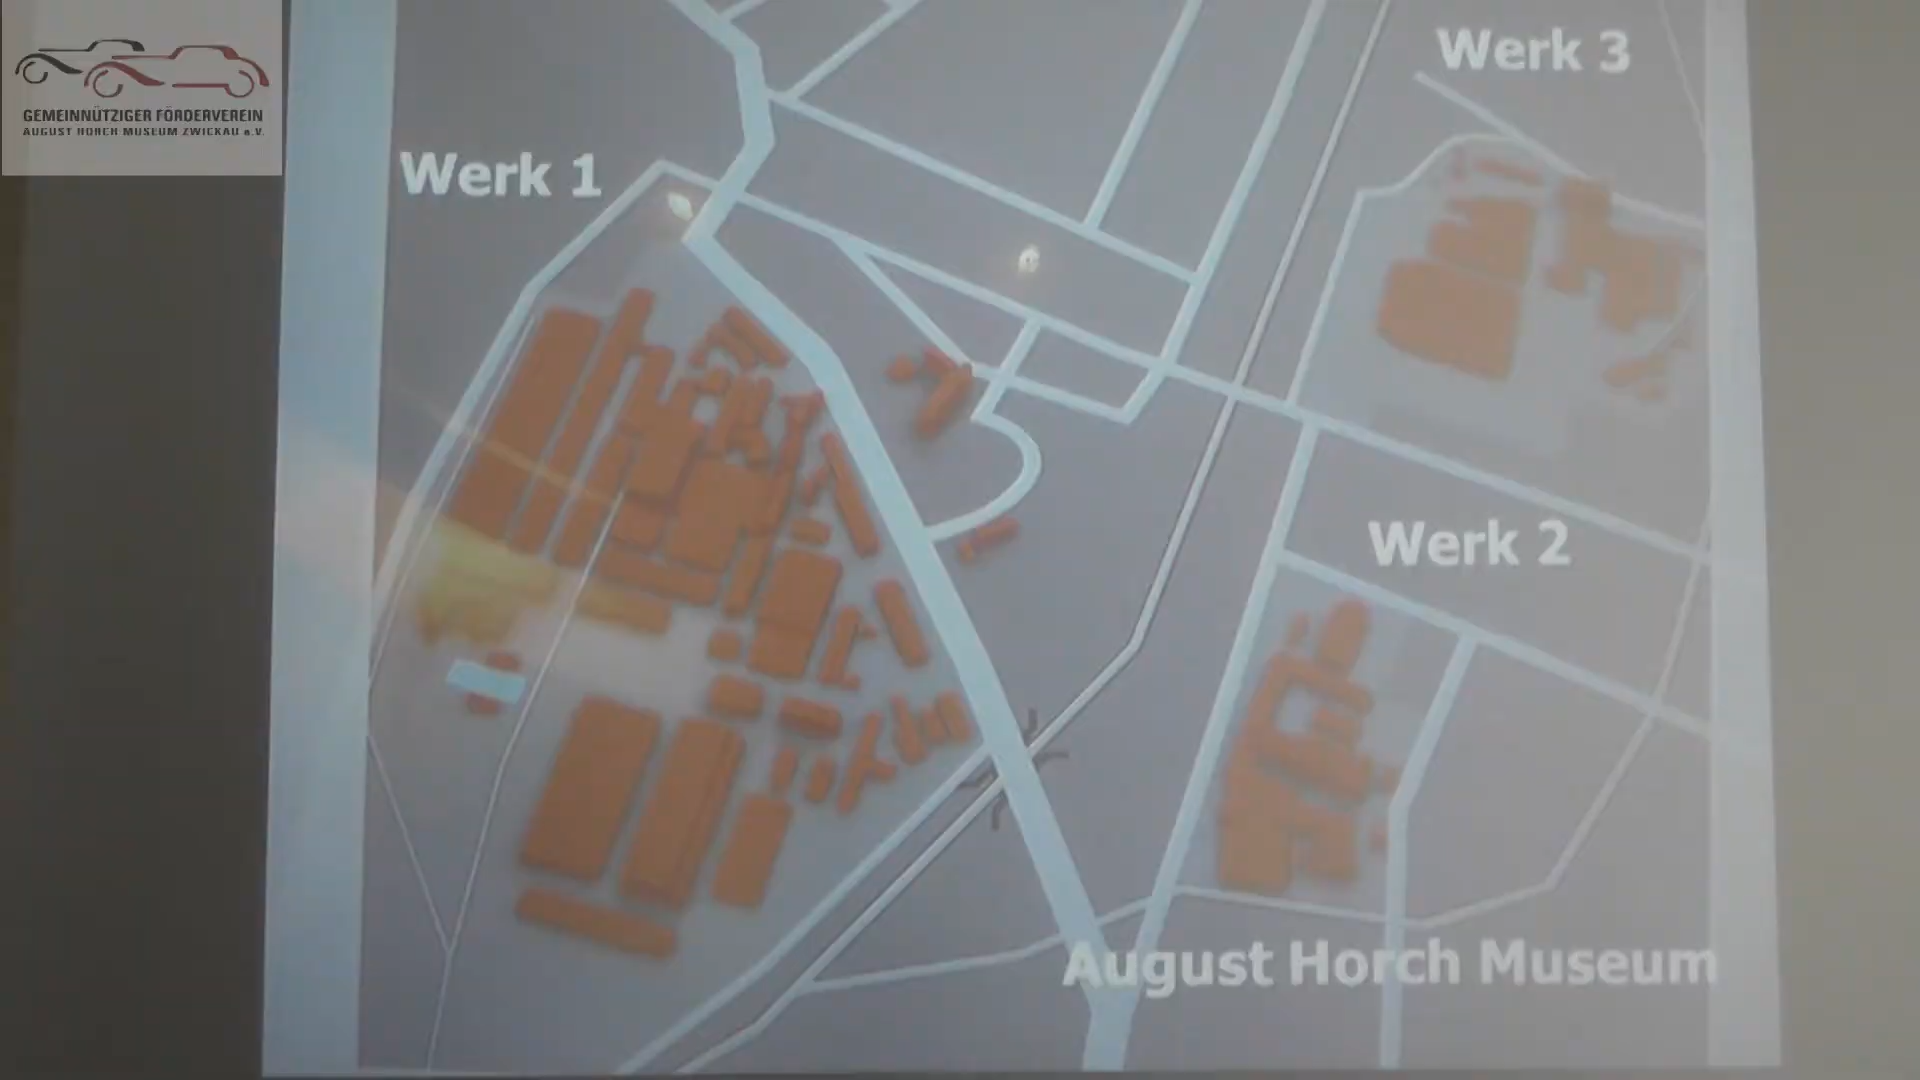 GEMEINNÜTZIGER FÖRDERVEREIN
AUGUST HORCH MUSEUM ZWICKAU e.V.
Werk 3
Werk 1
Werk 2
August Horch Museum